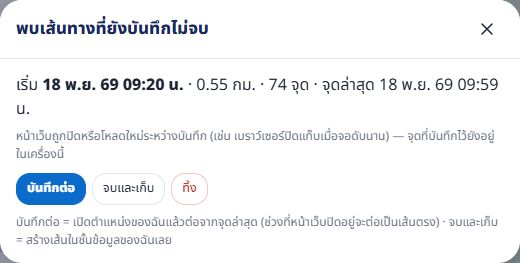 พบเส้นทางที่ยังบันทึกไม่จบ
เริ่ม 18 พ.ย. 69 09:20 น. · 0.55 กม. · 74 จุด · จุดล่าสุด 18 พ.ย. 69 09:59
น.
หน้าเว็บถูกปิดหรือโหลดใหม่ระหว่างบันทึก (เช่น เบราว์เซอร์ปิดแท็บเมื่อจอดับนาน) — จุดที่บันทึกไว้ยังอยู่
ในเครื่องนี้
บันทึกต่อ จบและเก็บ ทิ้ง
บันทึกต่อ = เปิดตำแหน่งของฉันแล้วต่อจากจุดล่าสุด (ช่วงที่หน้าเว็บปิดอยู่จะต่อเป็นเส้นตรง) · จบและเก็บ
= สร้างเส้นในชั้นข้อมูลของฉันเลย